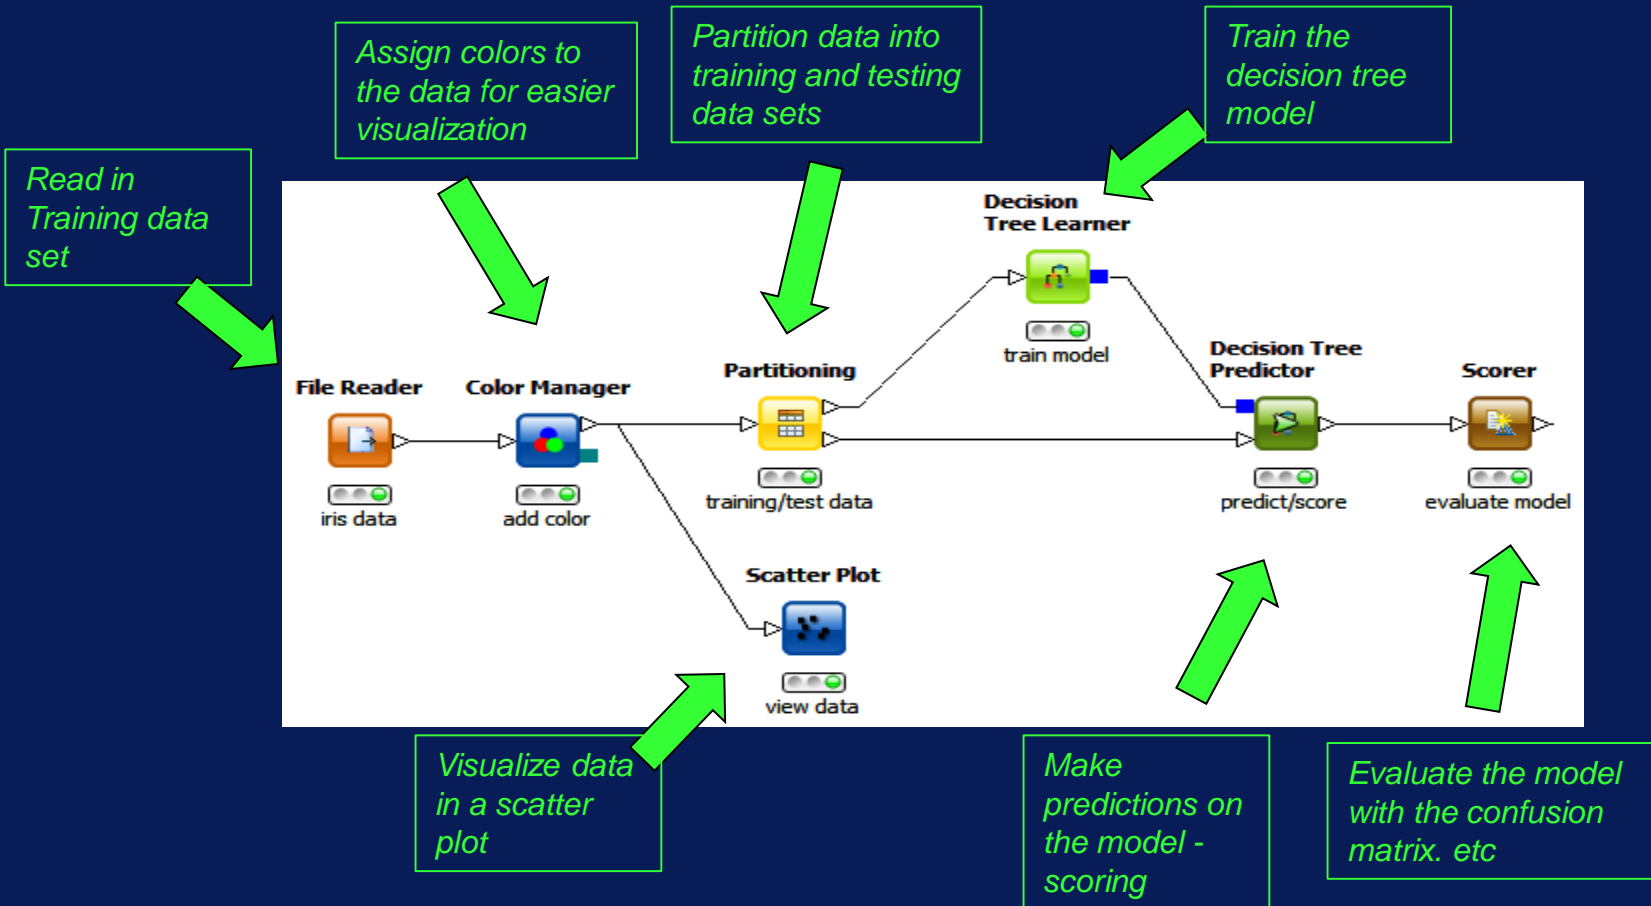 Assign colors to
the data for easier
visualization
Partition data into
training and testing
data sets
Train the
decision tree
model
Read in
Training data
set
Decision
Tree Learner
train model
File Reader
iris data
Color Manager
add color
Partitioning
training/test data
Decision Tree
Predictor
predict/score
Scorer
evaluate model
Scatter Plot
view data
Visualize data
in a scatter
plot
Make
predictions on
the model -
scoring
Evaluate the model
with the confusion
matrix. etc